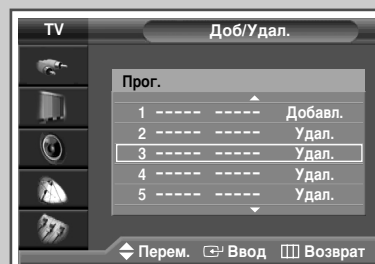 TV Доб/Удал.
Прог.
1 ----- ----- Добавл.
2 ----- ----- Удал.
3 ----- ----- Удал.
4 ----- ----- Удал.
5 ----- ----- Удал.
Перем. Ввод Возврат